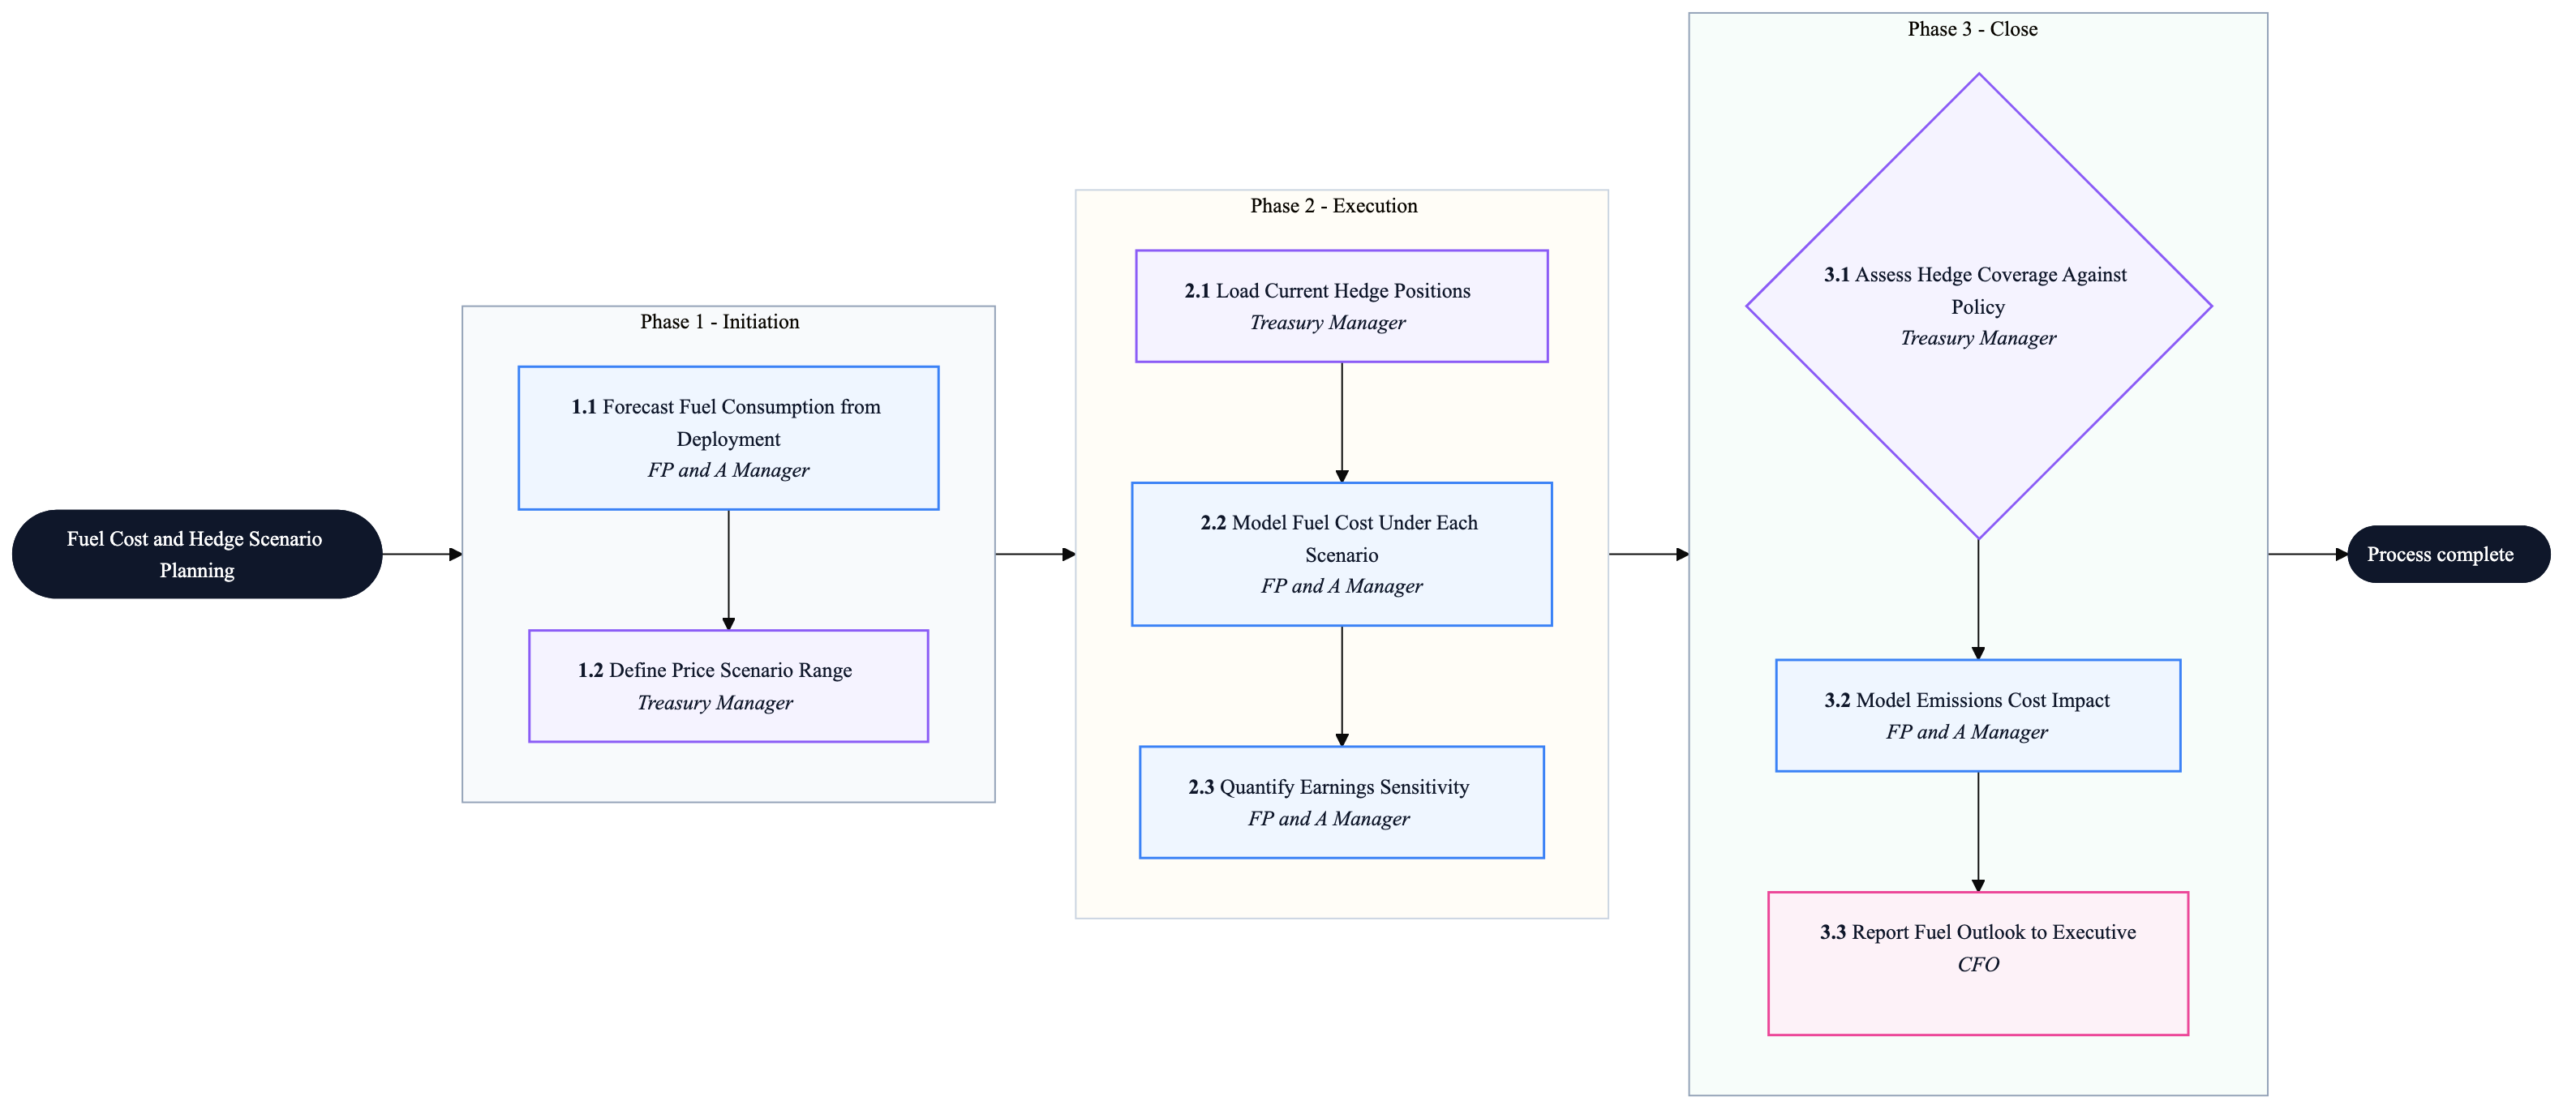 Fuel Cost and Hedge Scenario
Planning
Phase 1 - Initiation
1.1 Forecast Fuel Consumption from
Deployment
FP and A Manager
1.2 Define Price Scenario Range
Treasury Manager
Phase 2 - Execution
2.1 Load Current Hedge Positions
Treasury Manager
2.2 Model Fuel Cost Under Each
Scenario
FP and A Manager
2.3 Quantify Earnings Sensitivity
FP and A Manager
Phase 3 - Close
3.1 Assess Hedge Coverage Against
Policy
Treasury Manager
3.2 Model Emissions Cost Impact
FP and A Manager
3.3 Report Fuel Outlook to Executive
CFO
Process complete